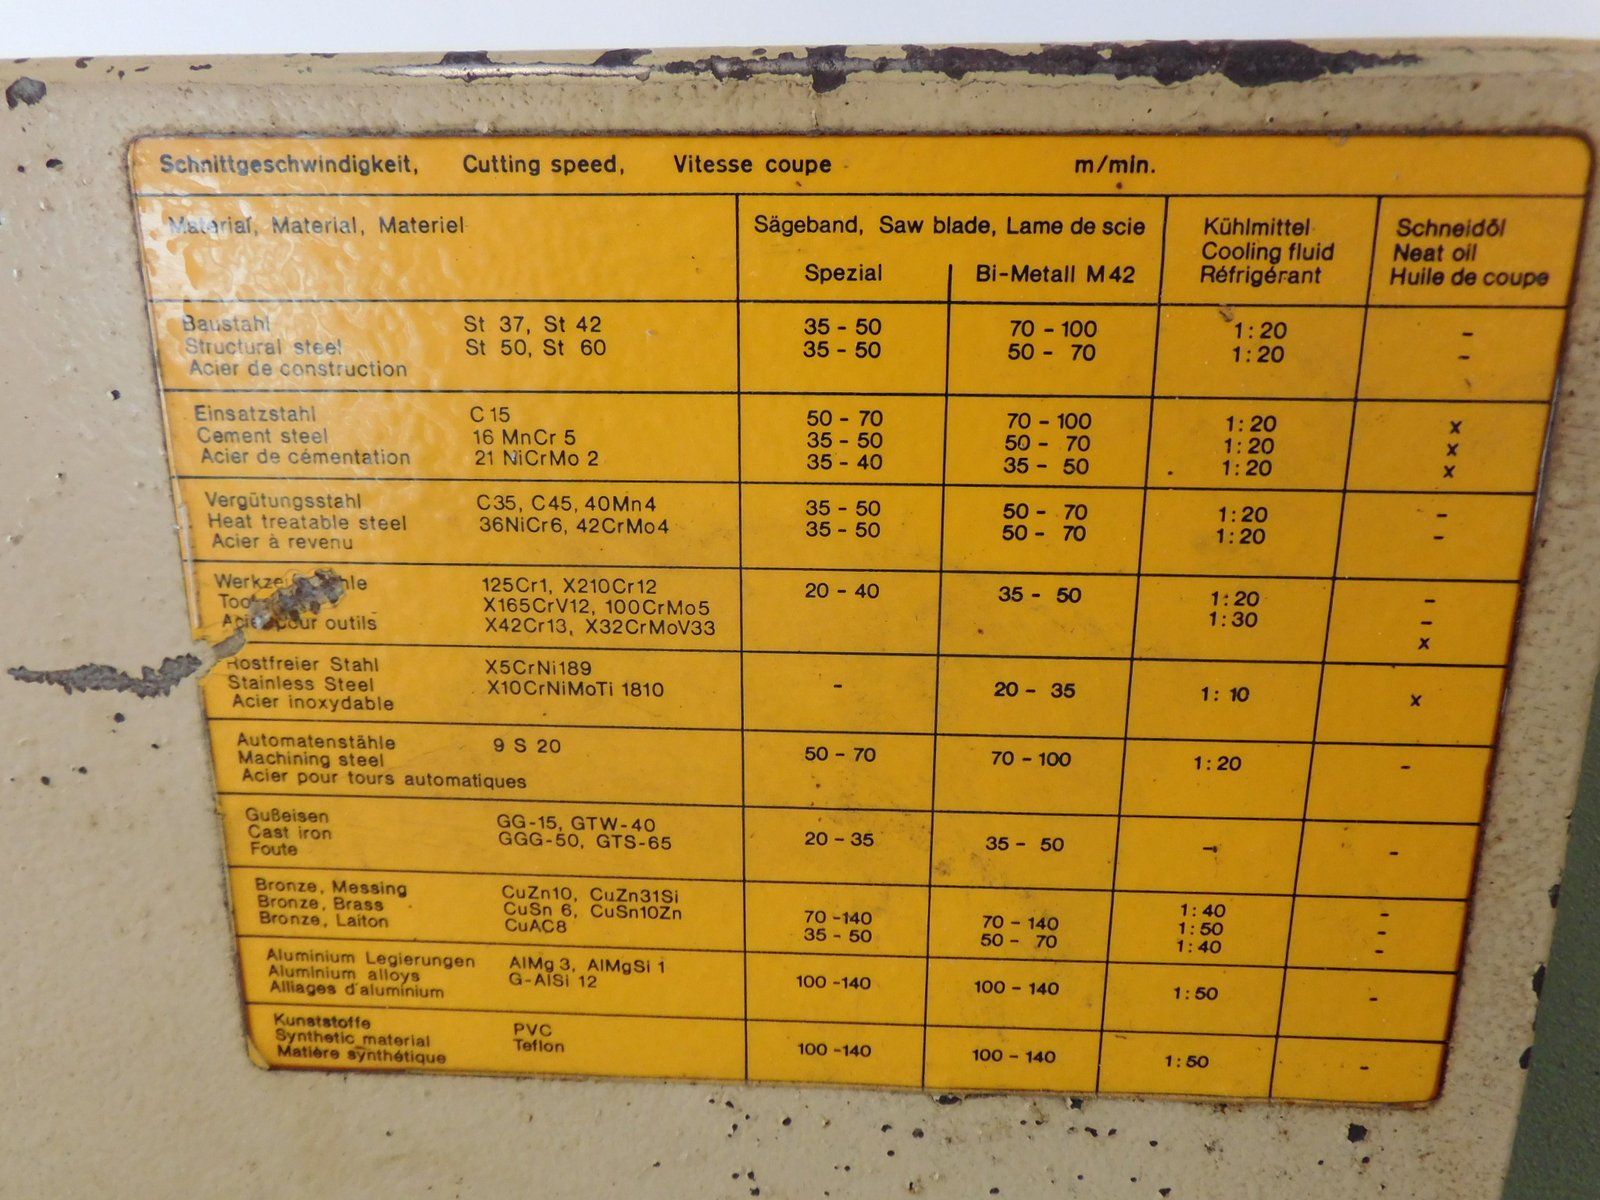 Schnittgeschwindigkeit, Cutting speed, Vitesse coupe m/min.
Material, Material, Materiel Sägeband, Saw blade, Lame de scie Kühlmittel Schneidöl
Cooling fluid Neat oil
Spezial Bi-Metall M 42 Réfrigérant Huile de coupe
Baustahl St 37, St 42 35 - 50 70 - 100 1:20 -
Structural steel St 50, St 60 35 - 50 50 - 70 1:20 -
Acier de construction
Einsatzstahl C 15 50 - 70 70 - 100 1:20 x
Cement steel 16 MnCr 5 35 - 50 50 - 70 1:20 x
Acier de cémentation 21 NiCrMo 2 35 - 40 35 - 50 1:20 x
Vergütungsstahl C35, C45, 40Mn4 35 - 50 50 - 70 1:20 -
Heat treatable steel 36NiCr6, 42CrMo4 35 - 50 50 - 70 1:20 -
Acier à revenu
125Cr1, X210Cr12 20 - 40 35 - 50 1:20 -
X165CrV12, 100CrMo5 1:30 -
pour outils X42Cr13, X32CrMoV33 x
Rostfreier Stahl X5CrNi189
Stainless Steel X10CrNiMoTi 1810 - 20 - 35 1:10 x
Acier inoxydable
Automatenstähle 9 S 20 50 - 70 70 - 100 1:20 -
Machining steel
Acier pour tours automatiques
Gußeisen GG-15, GTW-40
Cast iron GGG-50, GTS-65 20 - 35 35 - 50 - -
Foute
Bronze, Messing CuZn10, CuZn31Si
Bronze, Brass CuSn 6, CuSn10Zn 70 -140 70 - 140 1:40 -
Bronze, Laiton CuAC8 35 - 50 50 - 70 1:50 -
1:40 -
Aluminium Legierungen AlMg 3, AlMgSi 1
Aluminium alloys G-AlSi 12 100 -140 100 - 140 1:50 -
Alliages d'aluminium
Kunststoffe PVC
Synthetic material Teflon 100 -140 100 - 140 1:50 -
Matière synthétique